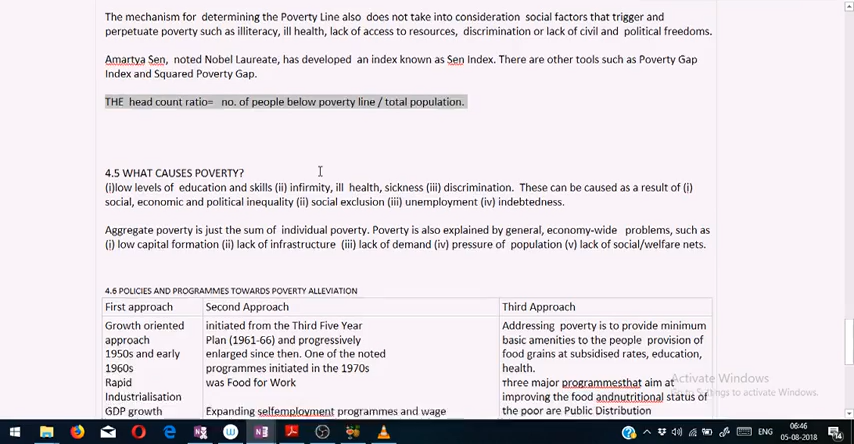 The mechanism for determining the Poverty Line also does not take into consideration social factors that trigger and
perpetuate poverty such as illiteracy, ill health, lack of access to resources, discrimination or lack of civil and political freedoms.
Amartya Sen, noted Nobel Laureate, has developed an index known as Sen Index. There are other tools such as Poverty Gap
Index and Squared Poverty Gap.
THE head count ratio= no. of people below poverty line / total population.
4.5 WHAT CAUSES POVERTY?
(i)low levels of education and skills (ii) infirmity, ill health, sickness (iii) discrimination. These can be caused as a result of (i)
social, economic and political inequality (ii) social exclusion (iii) unemployment (iv) indebtedness.
Aggregate poverty is just the sum of individual poverty. Poverty is also explained by general, economy-wide problems, such as
(i) low capital formation (ii) lack of infrastructure (iii) lack of demand (iv) pressure of population (v) lack of social/welfare nets.
4.6 POLICIES AND PROGRAMMES TOWARDS POVERTY ALLEVIATION
First approach
Growth oriented
approach
1950s and early
1960s
Rapid
Industrialisation
GDP growth
Second Approach
initiated from the Third Five Year
Plan (1961-66) and progressively
enlarged since then. One of the noted
programmes initiated in the 1970s
was Food for Work
Expanding selfemployment programmes and wage
Third Approach
Addressing poverty is to provide minimum
basic amenities to the people provision of
food grains at subsidised rates, education,
health.
Three major programmesthat aim at
improving the food andnutritional status of
the poor are Public Distribution
Activate Windows
Go to Settings to activate Windows.
ENG
06:46
05-08-2018
14